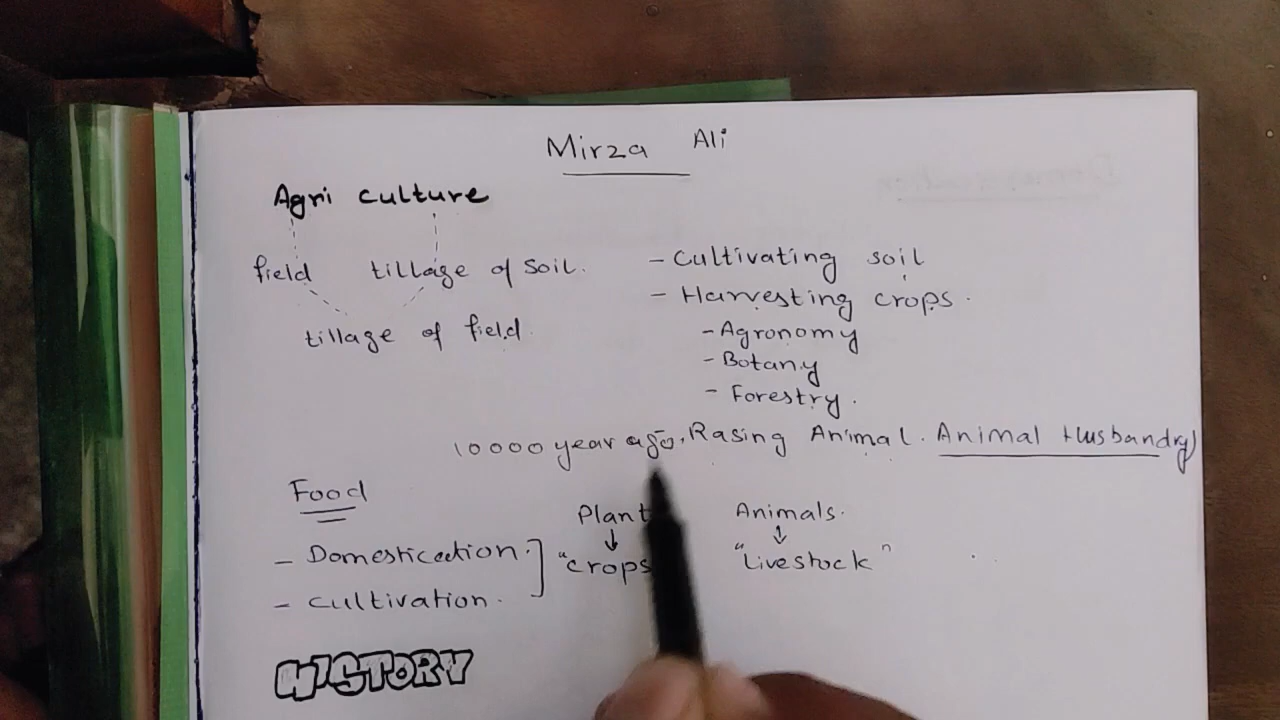 Mirza Ali
Agri culture
field tillage of soil.
tillage of field.
- Cultivating soil
- Harvesting crops.
- Agronomy
- Botany
- Forestry.
10000 year ago, Rasing Animal. Animal Husbandry
Food
- Domestication.
- cultivation.
Plant
"crops
Animals.
"Livestock"
HISTORY